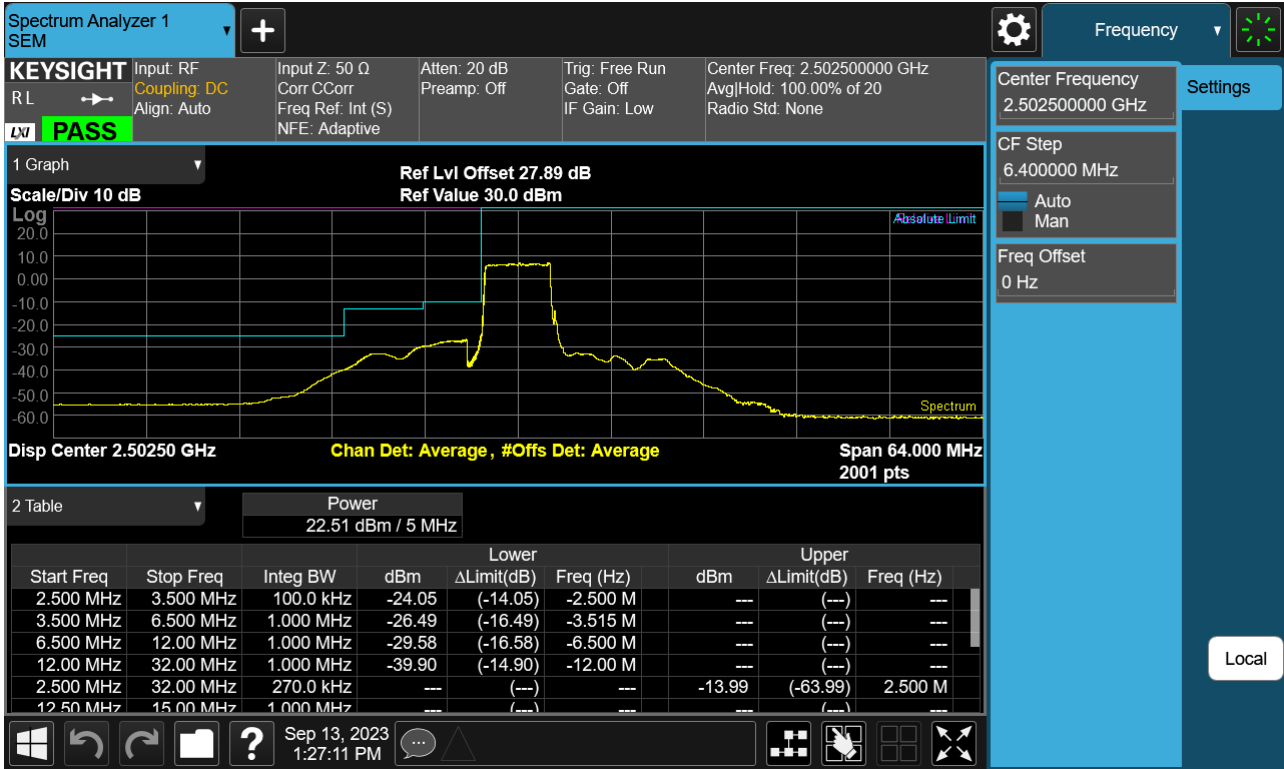 Spectrum Analyzer 1
SEM
Frequency
KEYSIGHT
R L
LXI
PASS
Input: RF
Coupling: DC
Align: Auto
Input Z: 50 Ω
Corr CCorr
Freq Ref: Int (S)
NFE: Adaptive
Atten: 20 dB
Preamp: Off
Trig: Free Run
Gate: Off
IF Gain: Low
Center Freq: 2.502500000 GHz
Avg|Hold: 100.00% of 20
Radio Std: None
Center Frequency
2.502500000 GHz
Settings
CF Step
6.400000 MHz
Auto
Man
Freq Offset
0 Hz
Local
1 Graph
Ref Lvl Offset 27.89 dB
Scale/Div 10 dB
Ref Value 30.0 dBm
Log
Absolute Limit
20.0
10.0
0.00
-10.0
-20.0
-30.0
-40.0
-50.0
-60.0
Spectrum
Disp Center 2.50250 GHz
Chan Det: Average , #Offs Det: Average
Span 64.000 MHz
2001 pts
2 Table
Power
22.51 dBm / 5 MHz
Lower Upper
Start Freq Stop Freq Integ BW dBm ΔLimit(dB) Freq (Hz) dBm ΔLimit(dB) Freq (Hz)
2.500 MHz 3.500 MHz 100.0 kHz -24.05 (-14.05) -2.500 M --- (---) ---
3.500 MHz 6.500 MHz 1.000 MHz -26.49 (-16.49) -3.515 M --- (---) ---
6.500 MHz 12.00 MHz 1.000 MHz -29.58 (-16.58) -6.500 M --- (---) ---
12.00 MHz 32.00 MHz 1.000 MHz -39.90 (-14.90) -12.00 M --- (---) ---
2.500 MHz 32.00 MHz 270.0 kHz --- (---) --- -13.99 (-63.99) 2.500 M
12.50 MHz 15.00 MHz 1.000 MHz --- (---) --- --- (---) ---
Sep 13, 2023
1:27:11 PM